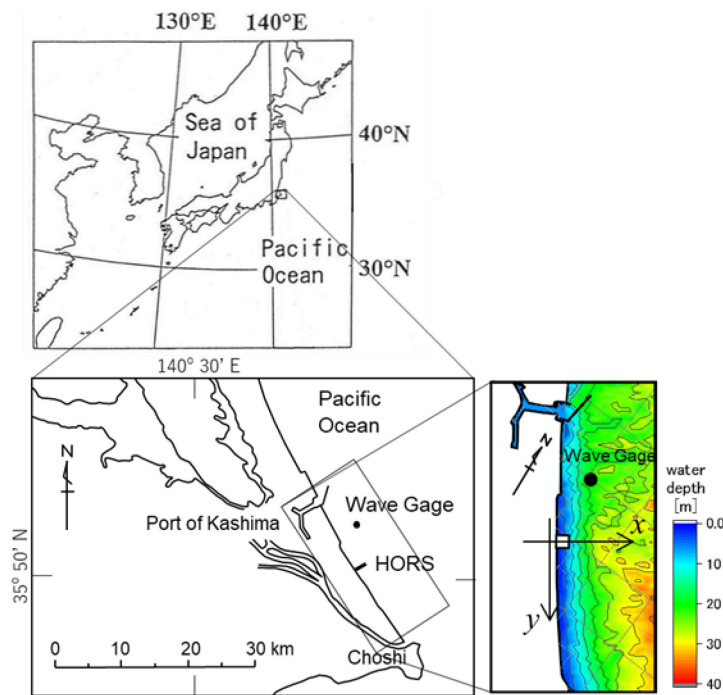 130°E 140°E
Sea of
Japan
40°N
Pacific
Ocean
30°N
140° 30' E
Pacific
Ocean
N
Wave Gage
Port of Kashima
HORS
35° 50' N
0 10 20 30 km
Choshi
N
Wave Gage
x
y
water
depth
[m]
0.0
10
20
30
40